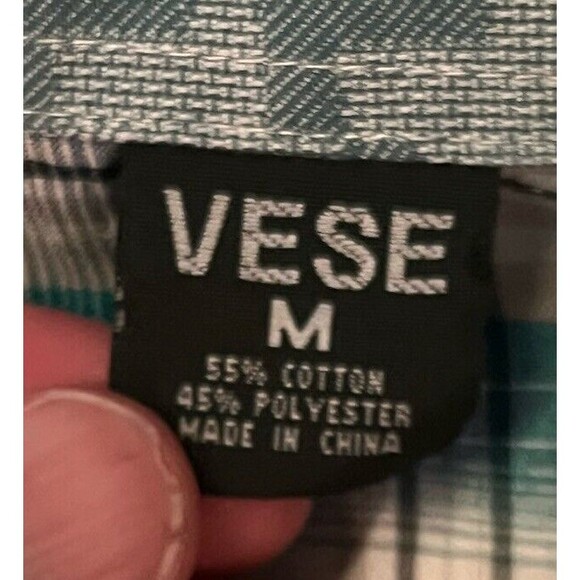 VESE
M
55% COTTON
45% POLYESTER
MADE IN CHINA